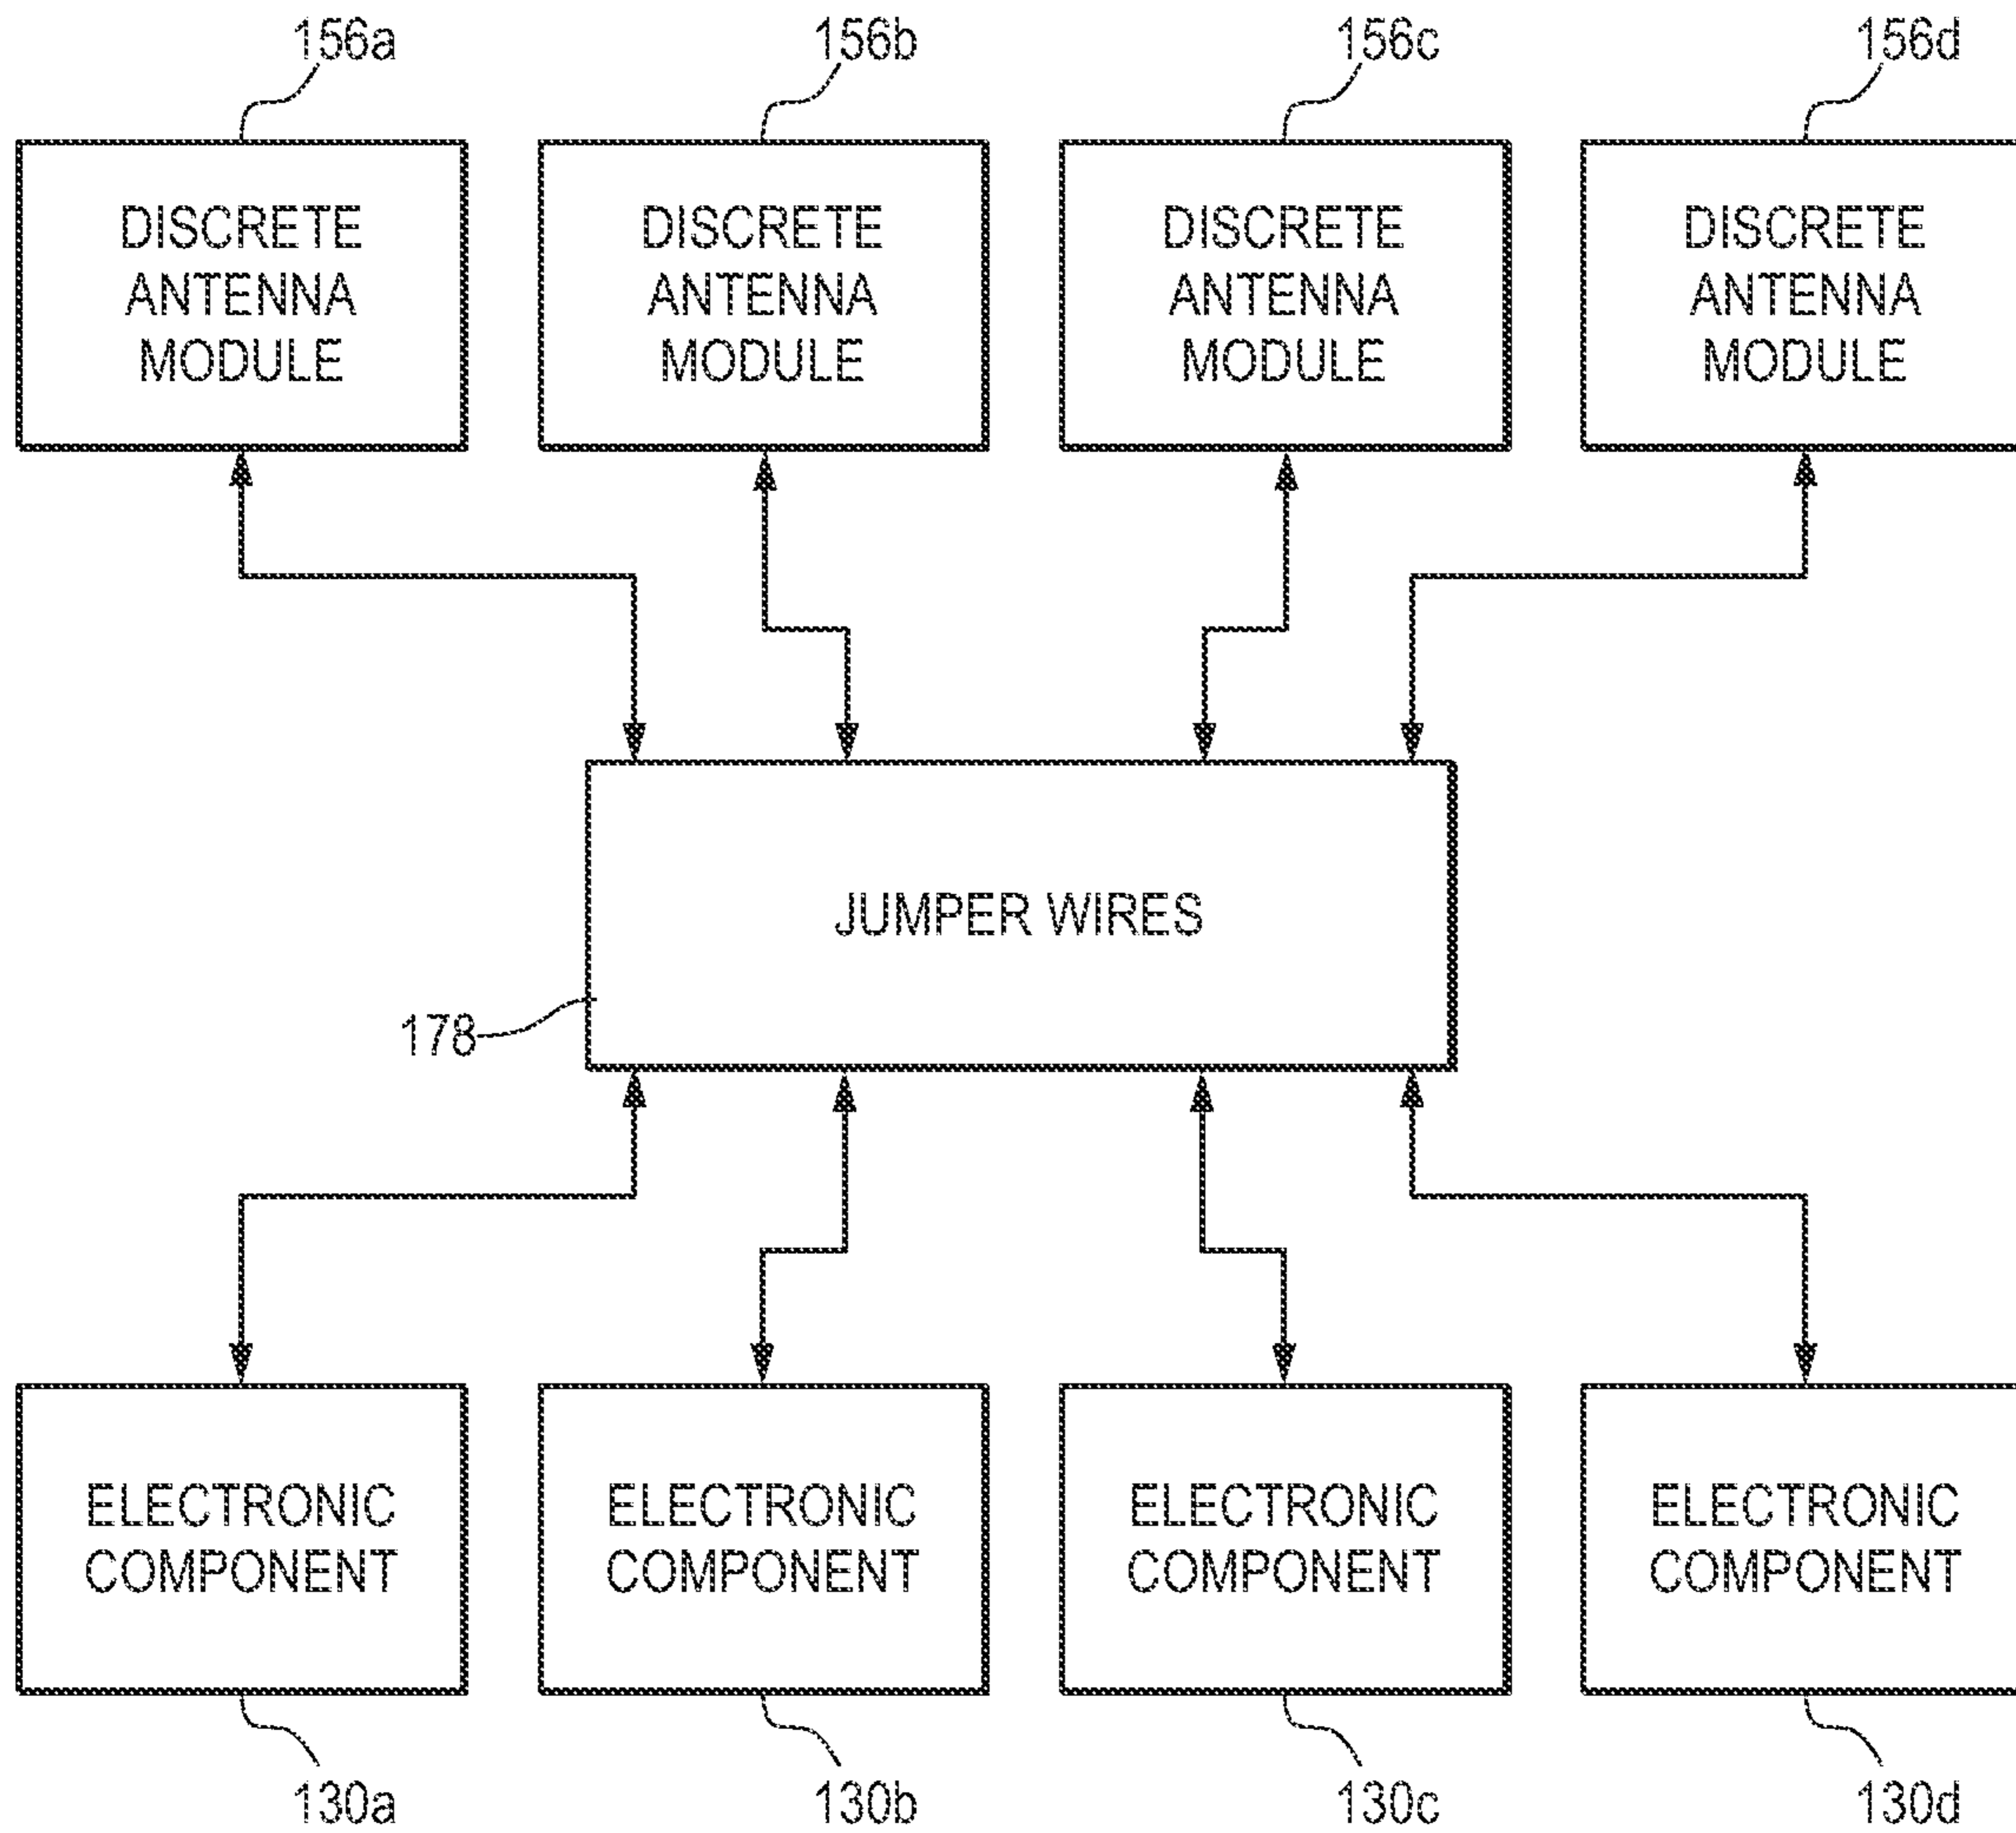 156a
156b
156c
156d
DISCRETE
ANTENNA
MODULE
DISCRETE
ANTENNA
MODULE
DISCRETE
ANTENNA
MODULE
DISCRETE
ANTENNA
MODULE
JUMPER WIRES
178
ELECTRONIC
COMPONENT
ELECTRONIC
COMPONENT
ELECTRONIC
COMPONENT
ELECTRONIC
COMPONENT
130a
130b
130c
130d